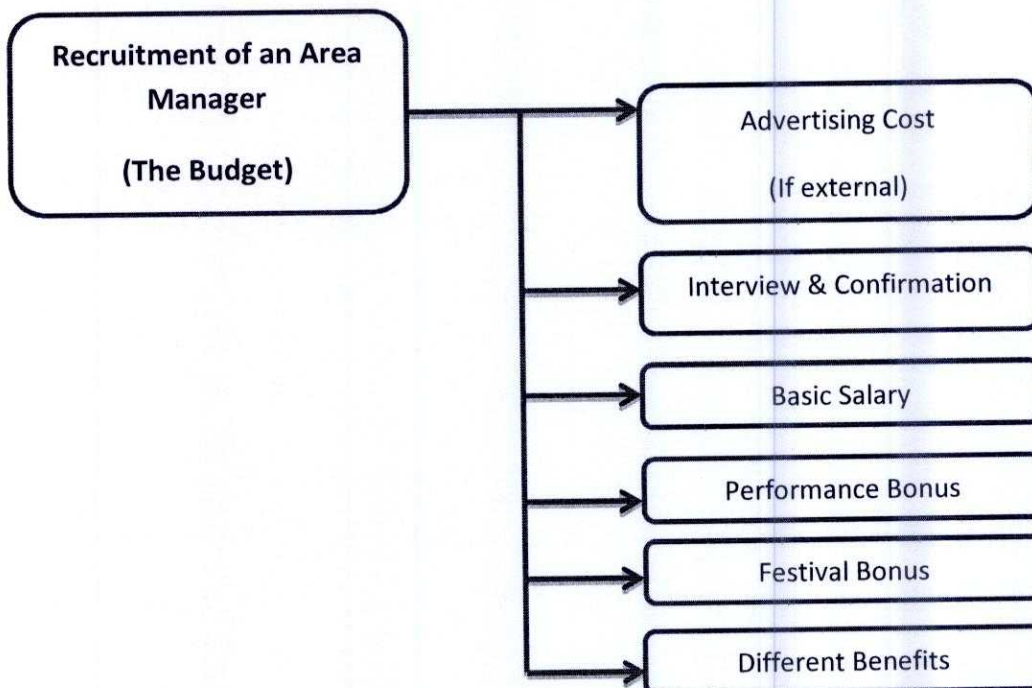 Recruitment of an Area
Manager
(The Budget)
Advertising Cost
(If external)
Interview & Confirmation
Basic Salary
Performance Bonus
Festival Bonus
Different Benefits